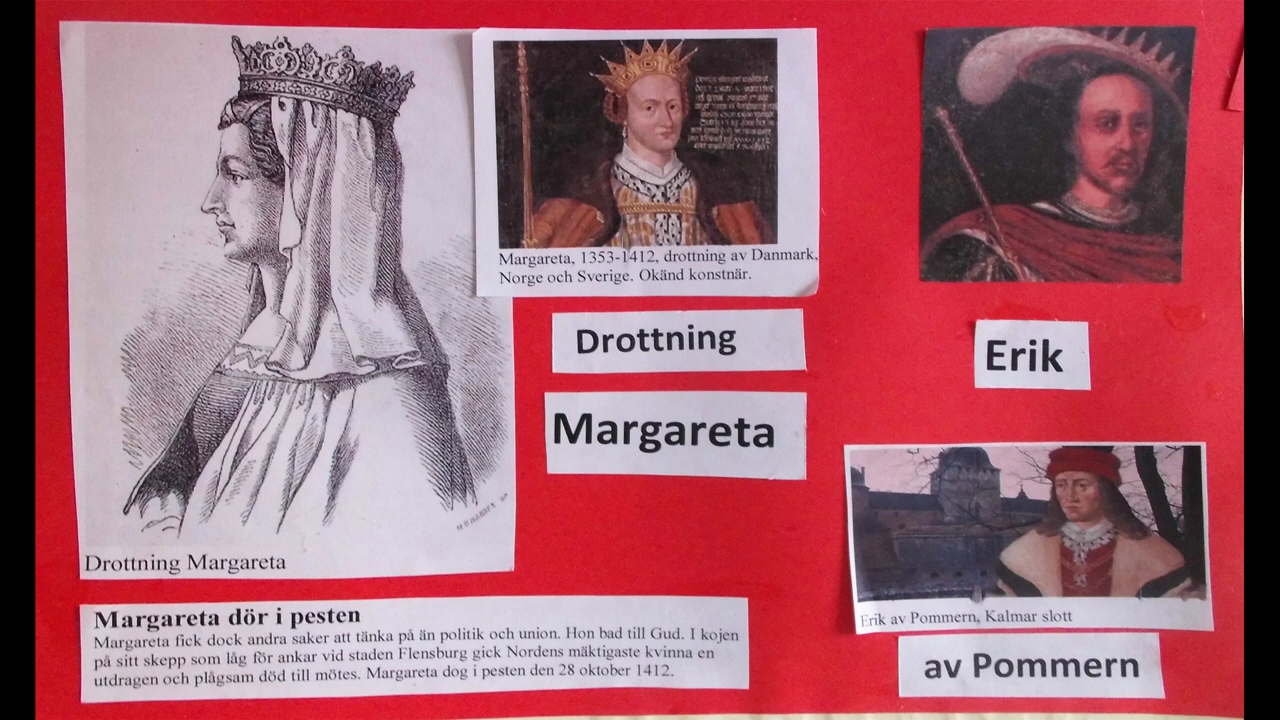 Margareta, 1353-1412, drottning av Danmark,
Norge och Sverige. Okänd konstnär.
Drottning
Margareta
Erik
Drottning Margareta
Erik av Pommern, Kalmar slott
av Pommern
Margareta dör i pesten
Margareta fick dock andra saker att tänka på än politik och union. Hon bad till Gud. I kojen
på sitt skepp som låg för ankar vid staden Flensburg gick Nordens mäktigaste kvinna en
utdragen och plågsam död till mötes. Margareta dog i pesten den 28 oktober 1412.